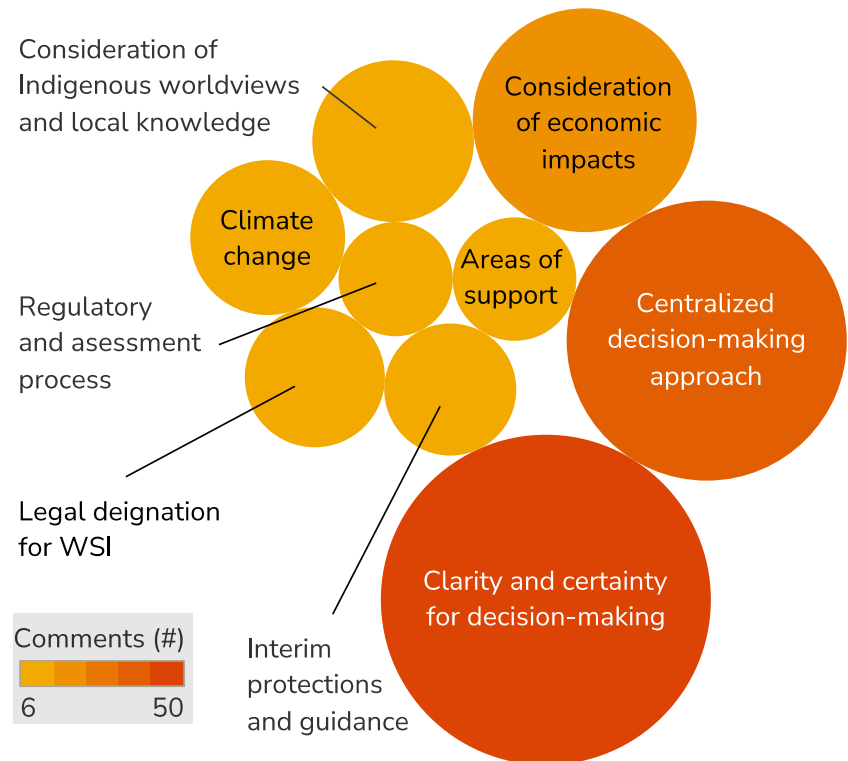 Consideration of
Indigenous worldviews
and local knowledge
Consideration
of economic
impacts
Climate
change
Areas of
support
Regulatory
and asessment
process
Centralized
decision-making
approach
Legal deignation
for WSI
Clarity and certainty
for decision-making
Interim
protections
and guidance
Comments (#)
6 50